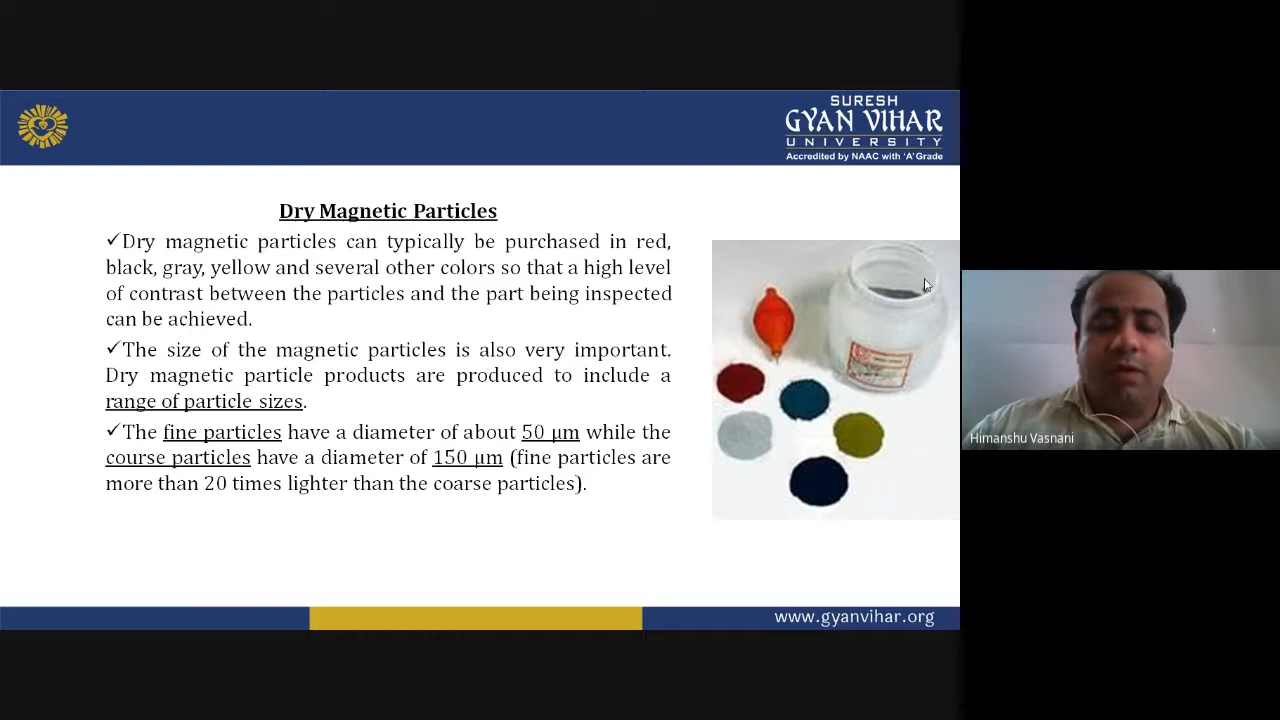 SURESH
GYAN VIHAR
UNIVERSITY
Accredited by NAAC with 'A' Grade
Dry Magnetic Particles
✓Dry magnetic particles can typically be purchased in red,
black, gray, yellow and several other colors so that a high level
of contrast between the particles and the part being inspected
can be achieved.
✓The size of the magnetic particles is also very important.
Dry magnetic particle products are produced to include a
range of particle sizes.
✓The fine particles have a diameter of about 50 μm while the
course particles have a diameter of 150 μm (fine particles are
more than 20 times lighter than the coarse particles).
Himanshu Vasnani
www.gyanvihar.org